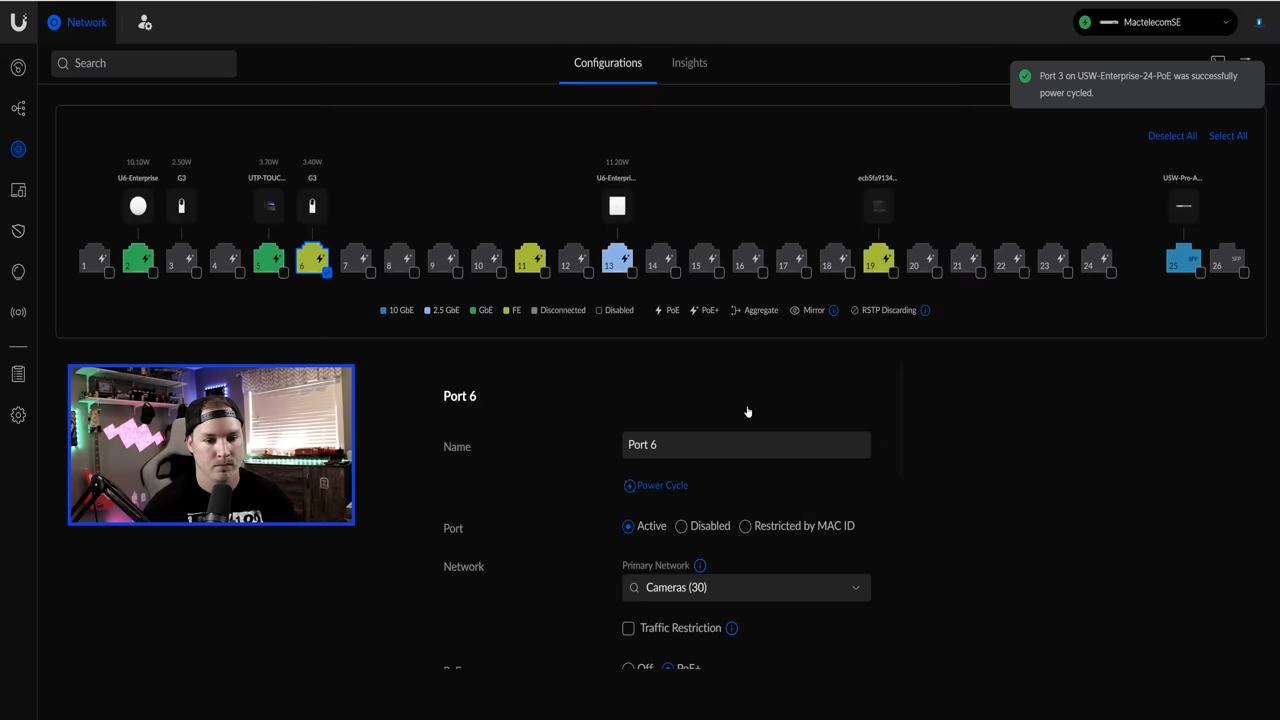 Network
MactelecomSE
Search
Configurations
Insights
Port 3 on USW-Enterprise-24-PoE was successfully
power cycled.
Deselect All
Select All
10.10W
2.50W
3.70W
3.40W
11.20W
U6-Enterprise
G3
UTP-TOUC...
G3
U6-Enterpri...
ecb5fa9134...
USW-Pro-A...
1
2
3
4
5
6
7
8
9
10
11
12
13
14
15
16
17
18
19
20
21
22
23
24
25
SFP
26
SFP
10 GbE
2.5 GbE
GbE
FE
Disconnected
Disabled
PoE
PoE+
Aggregate
Mirror
RSTP Discarding
Port 6
Name
Port 6
Power Cycle
Port
Active
Disabled
Restricted by MAC ID
Network
Primary Network
Cameras (30)
Traffic Restriction
PoE
Off
PoE+